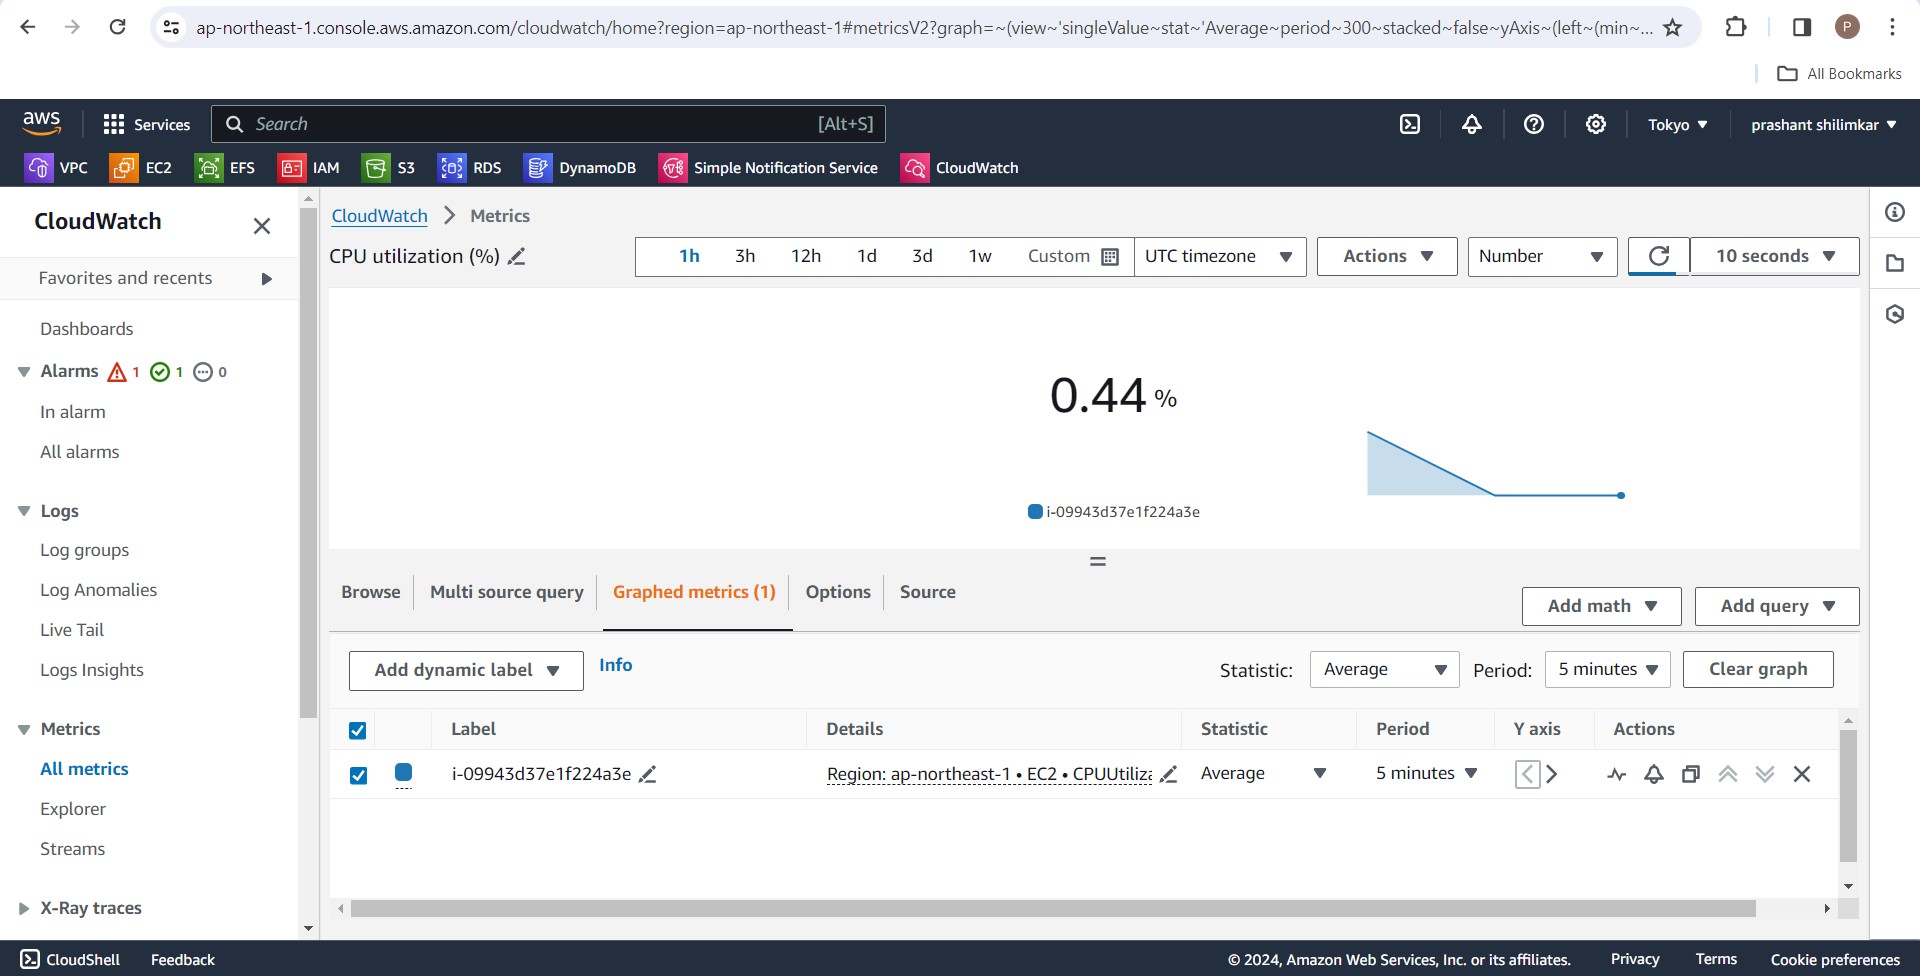 ap-northeast-1.console.aws.amazon.com/cloudwatch/home?region=ap-northeast-1#metricsV2?graph=~(view~'singleValue~stat~'Average~period~300~stacked~false~yAxis~(left~(min~...
P
All Bookmarks
aws Services Search [Alt+S] Tokyo prashant shilimkar
VPC EC2 EFS IAM S3 RDS DynamoDB Simple Notification Service CloudWatch
CloudWatch
Favorites and recents
Dashboards
Alarms 1 1 0
In alarm
All alarms
Logs
Log groups
Log Anomalies
Live Tail
Logs Insights
Metrics
All metrics
Explorer
Streams
X-Ray traces
CloudWatch Metrics
CPU utilization (%) 1h 3h 12h 1d 3d 1w Custom UTC timezone Actions Number 10 seconds
0.44 %
i-09943d37e1f224a3e
Browse Multi source query Graphed metrics (1) Options Source Add math Add query
Add dynamic label Info Statistic: Average Period: 5 minutes Clear graph
Label Details Statistic Period Y axis Actions
i-09943d37e1f224a3e Region: ap-northeast-1 • EC2 • CPUUtiliza Average 5 minutes
CloudShell Feedback © 2024, Amazon Web Services, Inc. or its affiliates. Privacy Terms Cookie preferences